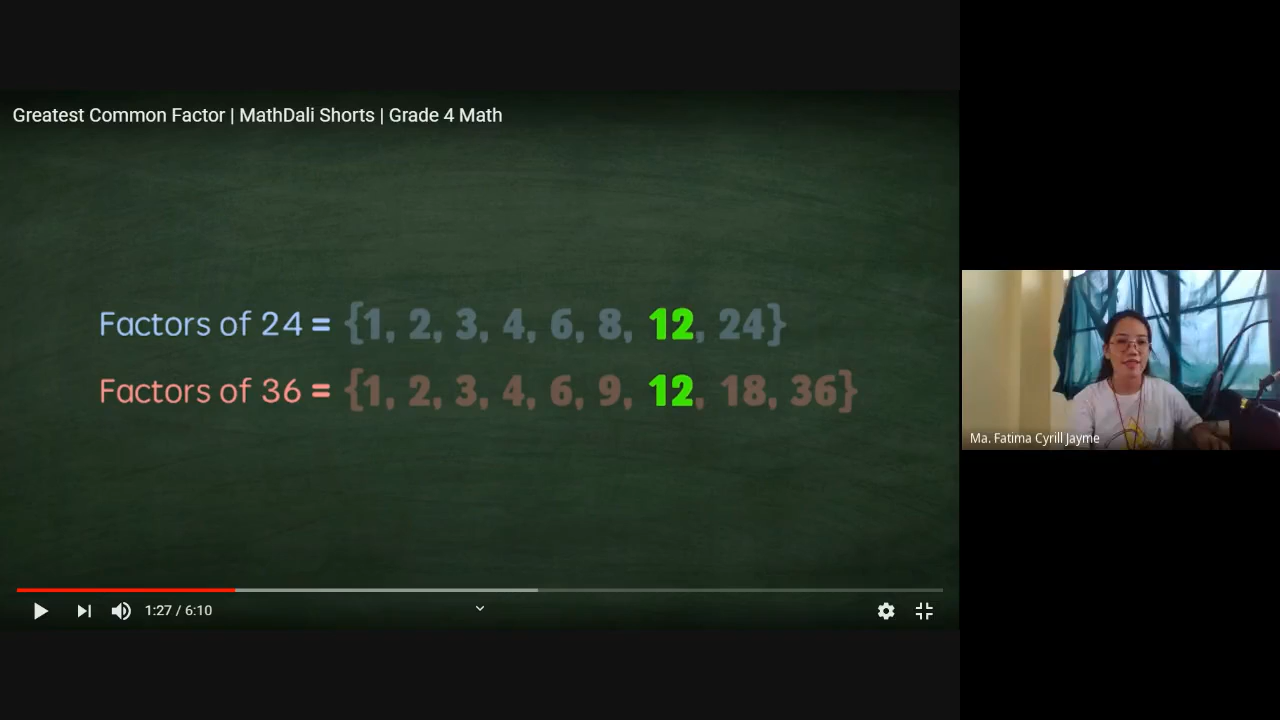 Greatest Common Factor | MathDali Shorts | Grade 4 Math
Factors of 24 = {1, 2, 3, 4, 6, 8, 12, 24}
Factors of 36 = {1, 2, 3, 4, 6, 9, 12, 18, 36}
Ma. Fatima Cyrill Jayme
1:27 / 6:10